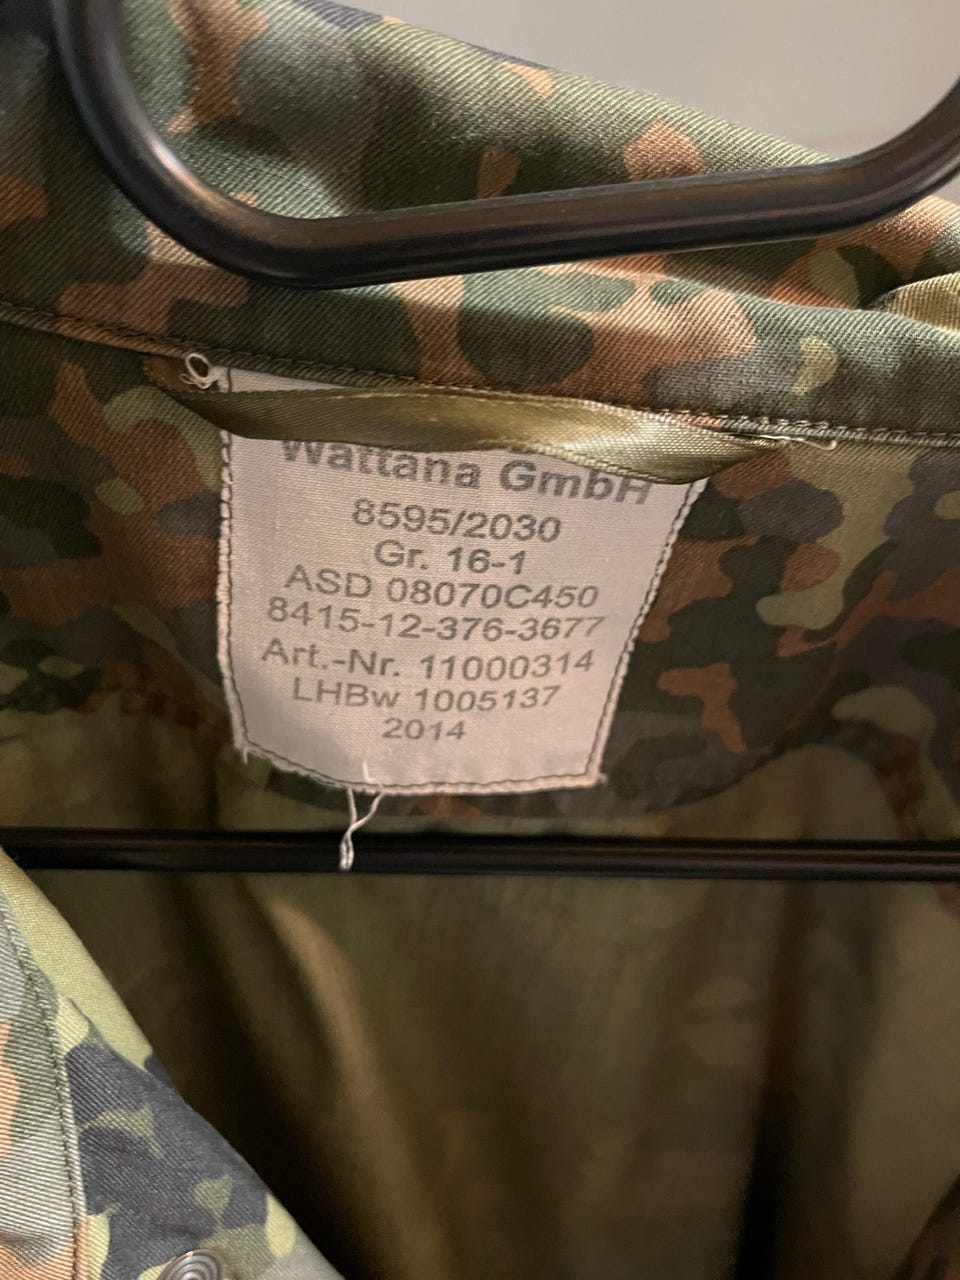 Wattana GmbH
8595/2030
Gr. 16-1
ASD 08070C450
8415-12-376-3677
Art.-Nr. 11000314
LHBw 1005137
2014